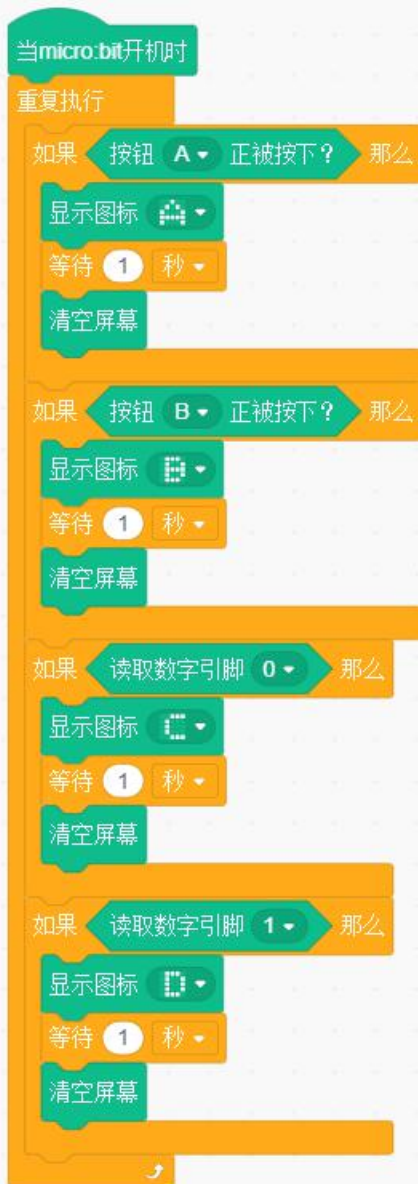 当micro:bit开机时
重复执行
如果 按钮 A 正被按下？ 那么
显示图标
等待 1 秒
清空屏幕
如果 按钮 B 正被按下？ 那么
显示图标
等待 1 秒
清空屏幕
如果 读取数字引脚 0 那么
显示图标
等待 1 秒
清空屏幕
如果 读取数字引脚 1 那么
显示图标
等待 1 秒
清空屏幕